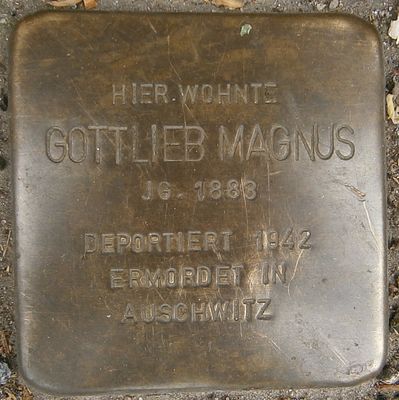 HIER WOHNTE
GOTTLIEB MAGNUS
JG. 1883
DEPORTIERT 1942
ERMORDET IN
AUSCHWITZ